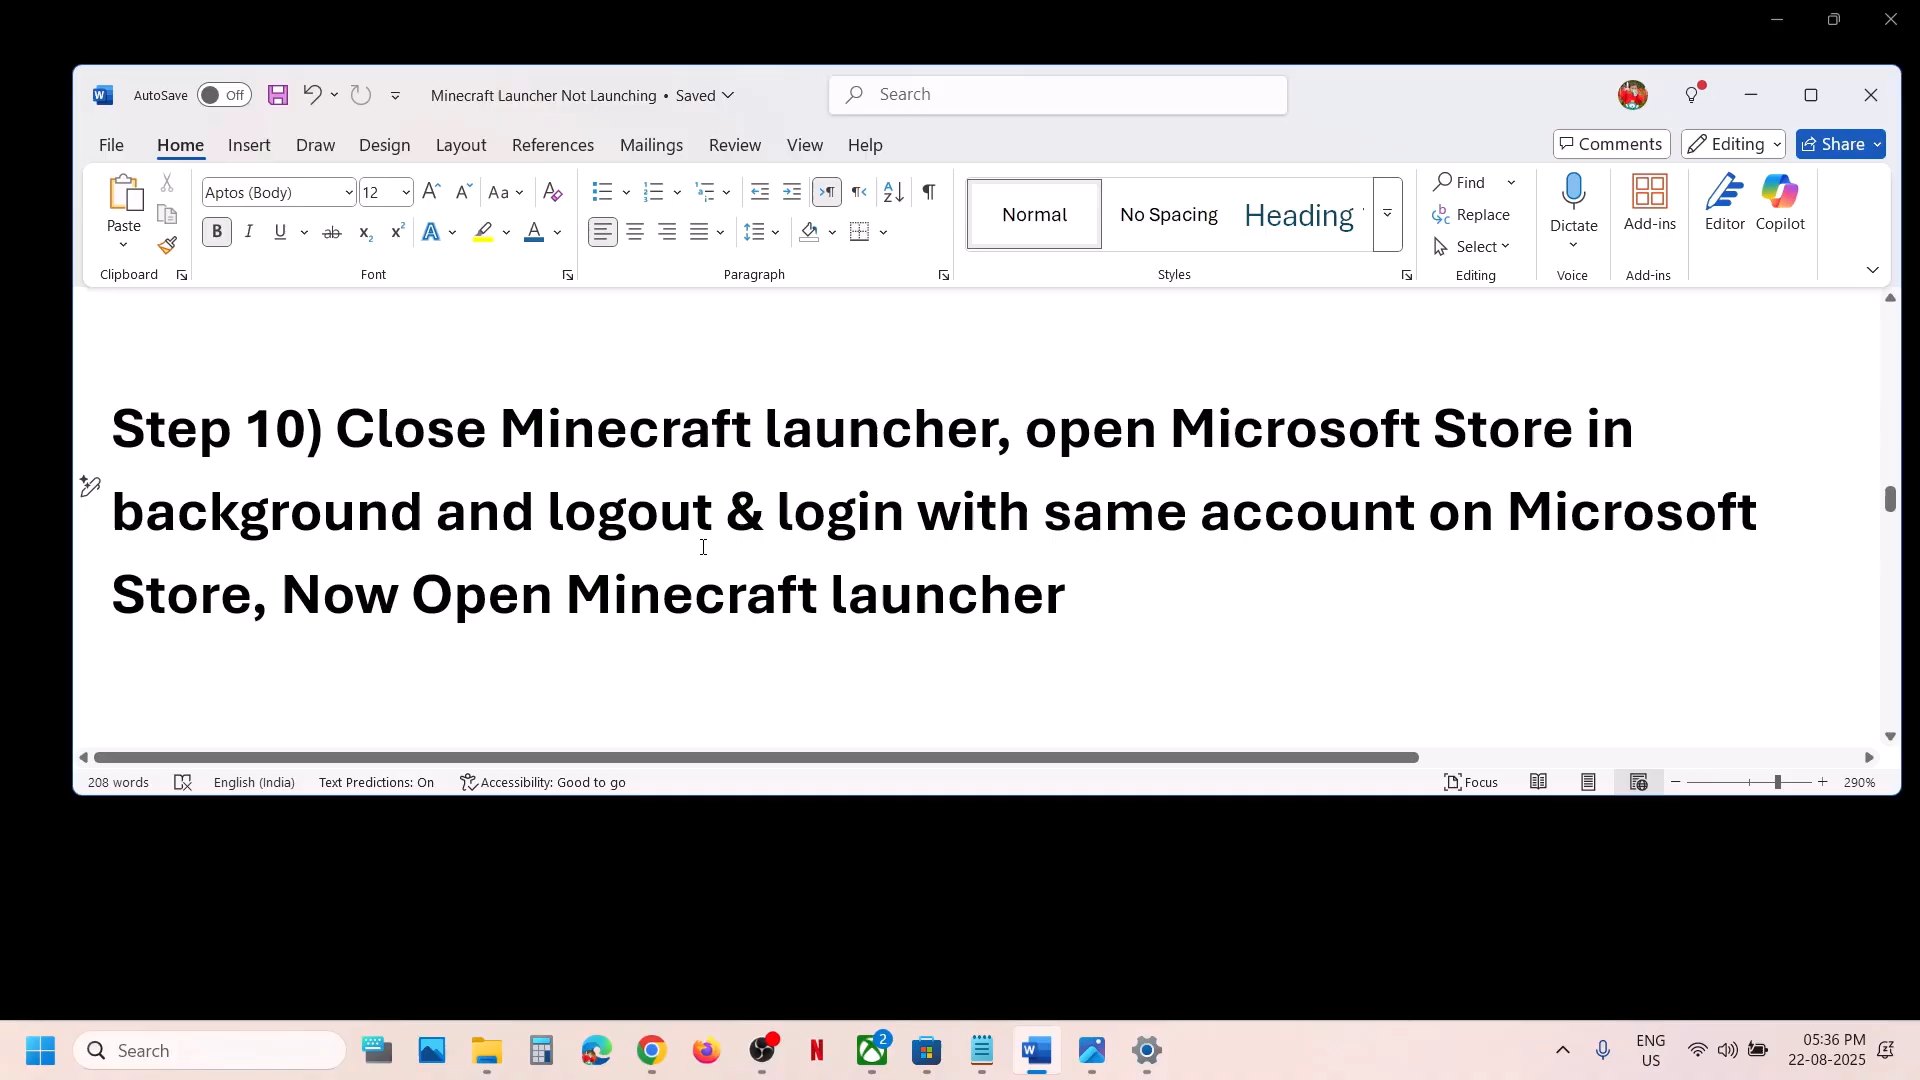 AutoSave Off Minecraft Launcher Not Launching • Saved Search
File Home Insert Draw Design Layout References Mailings Review View Help Comments Editing Share
Paste Aptos (Body) 12 Aa Normal No Spacing Heading Find Replace Select Dictate Add-ins Editor Copilot
Clipboard Font Paragraph Styles Editing Voice Add-ins
Step 10) Close Minecraft launcher, open Microsoft Store in
background and logout & login with same account on Microsoft
Store, Now Open Minecraft launcher
208 words English (India) Text Predictions: On Accessibility: Good to go Focus 290%
Search 2 ENG 05:36 PM
US 22-08-2025